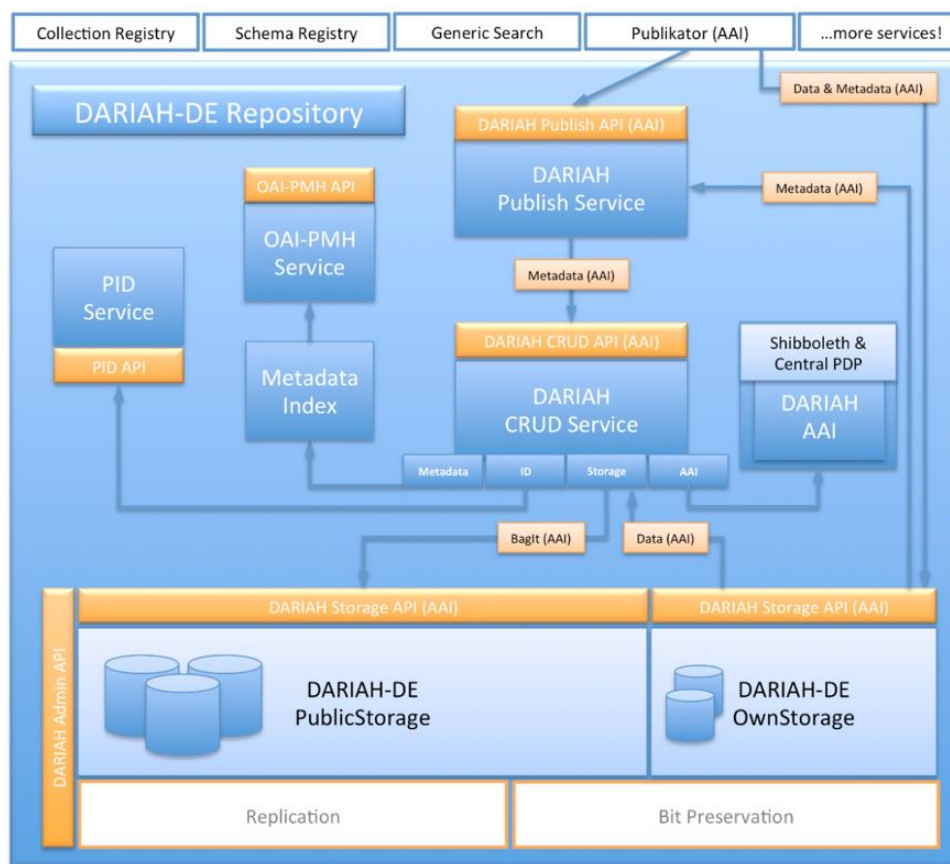 Collection Registry
Schema Registry
Generic Search
Publikator (AAI)
...more services!
Data & Metadata (AAI)
DARIAH-DE Repository
DARIAH Publish API (AAI)
DARIAH
Publish Service
OAI-PMH API
OAI-PMH
Service
Metadata (AAI)
PID
Service
PID API
Metadata (AAI)
DARIAH CRUD API (AAI)
DARIAH
CRUD Service
Metadata
Index
Shibboleth &
Central PDP
DARIAH
AAI
Metadata
ID
Storage
AAI
BagIt (AAI)
Data (AAI)
DARIAH Storage API (AAI)
DARIAH Storage API (AAI)
DARIAH Admin API
DARIAH-DE
PublicStorage
DARIAH-DE
OwnStorage
Replication
Bit Preservation